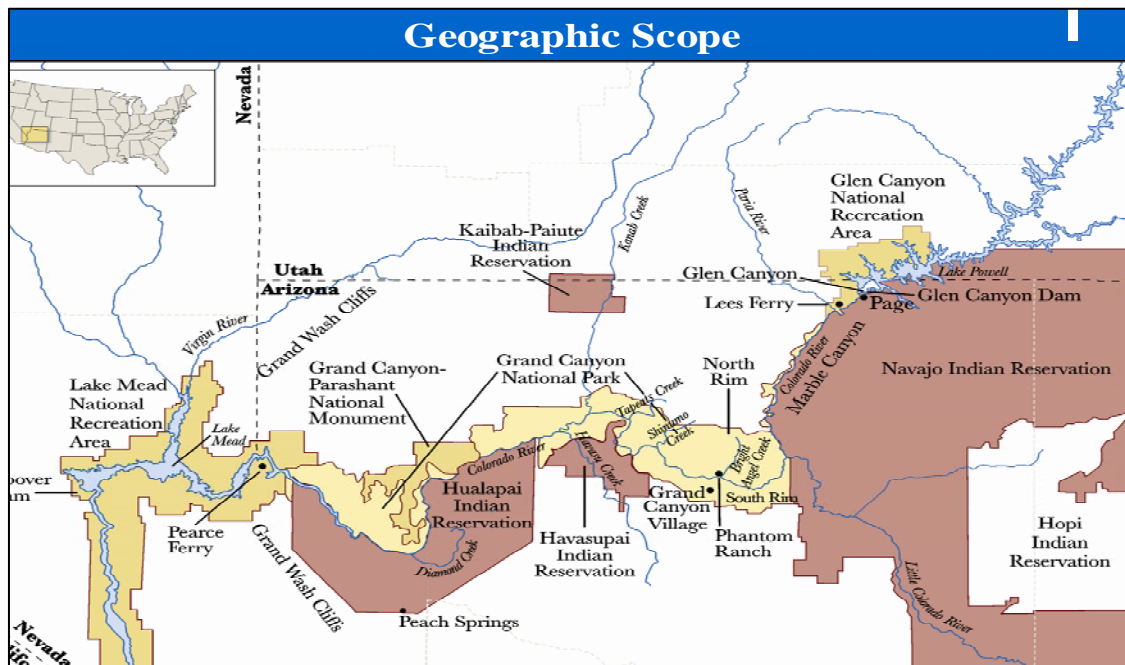 Geographic Scope
Nevada
Utah
Arizona
Virgin River
Grand Wash Cliffs
Kaibab-Paiute
Indian
Reservation
Kanab Creek
Paria River
Glen Canyon
National
Recreation
Area
Glen Canyon
Lake Powell
Lees Ferry
Page
Glen Canyon Dam
Colorado River
Marble Canyon
Navajo Indian Reservation
Lake Mead
National
Recreation
Area
Lake
Mead
Grand Canyon-
Parashant
National
Monument
Grand Canyon
National Park
North
Rim
Tapeats Creek
Shinumo
Creek
Bright
Angel Creek
Colorado River
Havasu Creek
Hualapai
Indian
Reservation
South Rim
Grand
Canyon
Village
Phantom
Ranch
Pearce
Ferry
Grand Wash Cliffs
Diamond Creek
Havasupai
Indian
Reservation
Hopi
Indian
Reservation
Little Colorado River
Peach Springs
Nevada